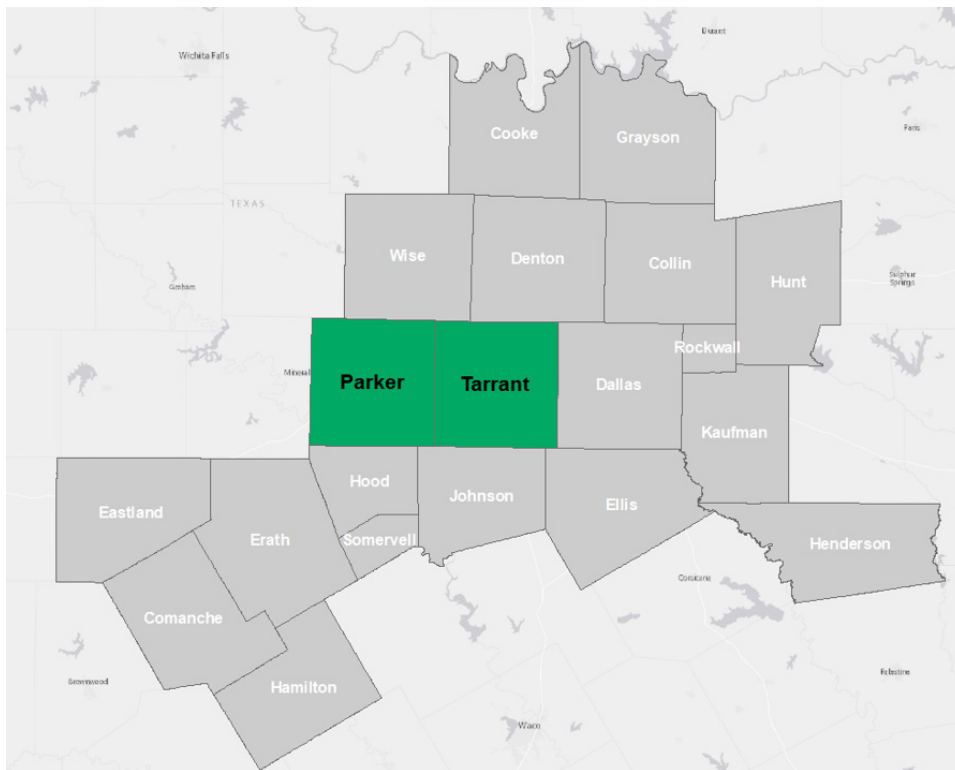 Durant
Wichita Falls
Cooke
Grayson
Paris
TEXAS
Wise
Denton
Collin
Hunt
Sulphur
Springs
Graham
Rockwall
Mineral
Parker
Tarrant
Dallas
Kaufman
Hood
Johnson
Ellis
Eastland
Erath
Somervell
Henderson
Corsicana
Comanche
Palestine
Brownwood
Hamilton
Waco